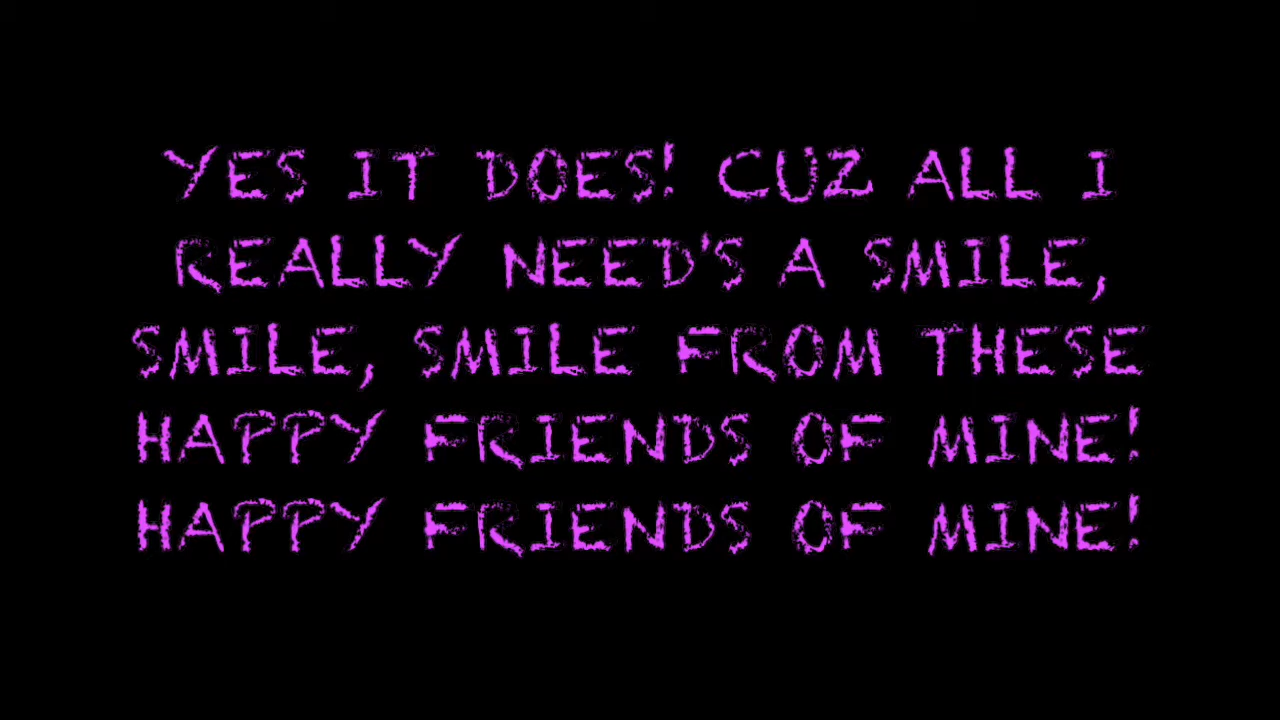 YES IT DOES! CUZ ALL I
REALLY NEED'S A SMILE,
SMILE, SMILE FROM THESE
HAPPY FRIENDS OF MINE!
HAPPY FRIENDS OF MINE!